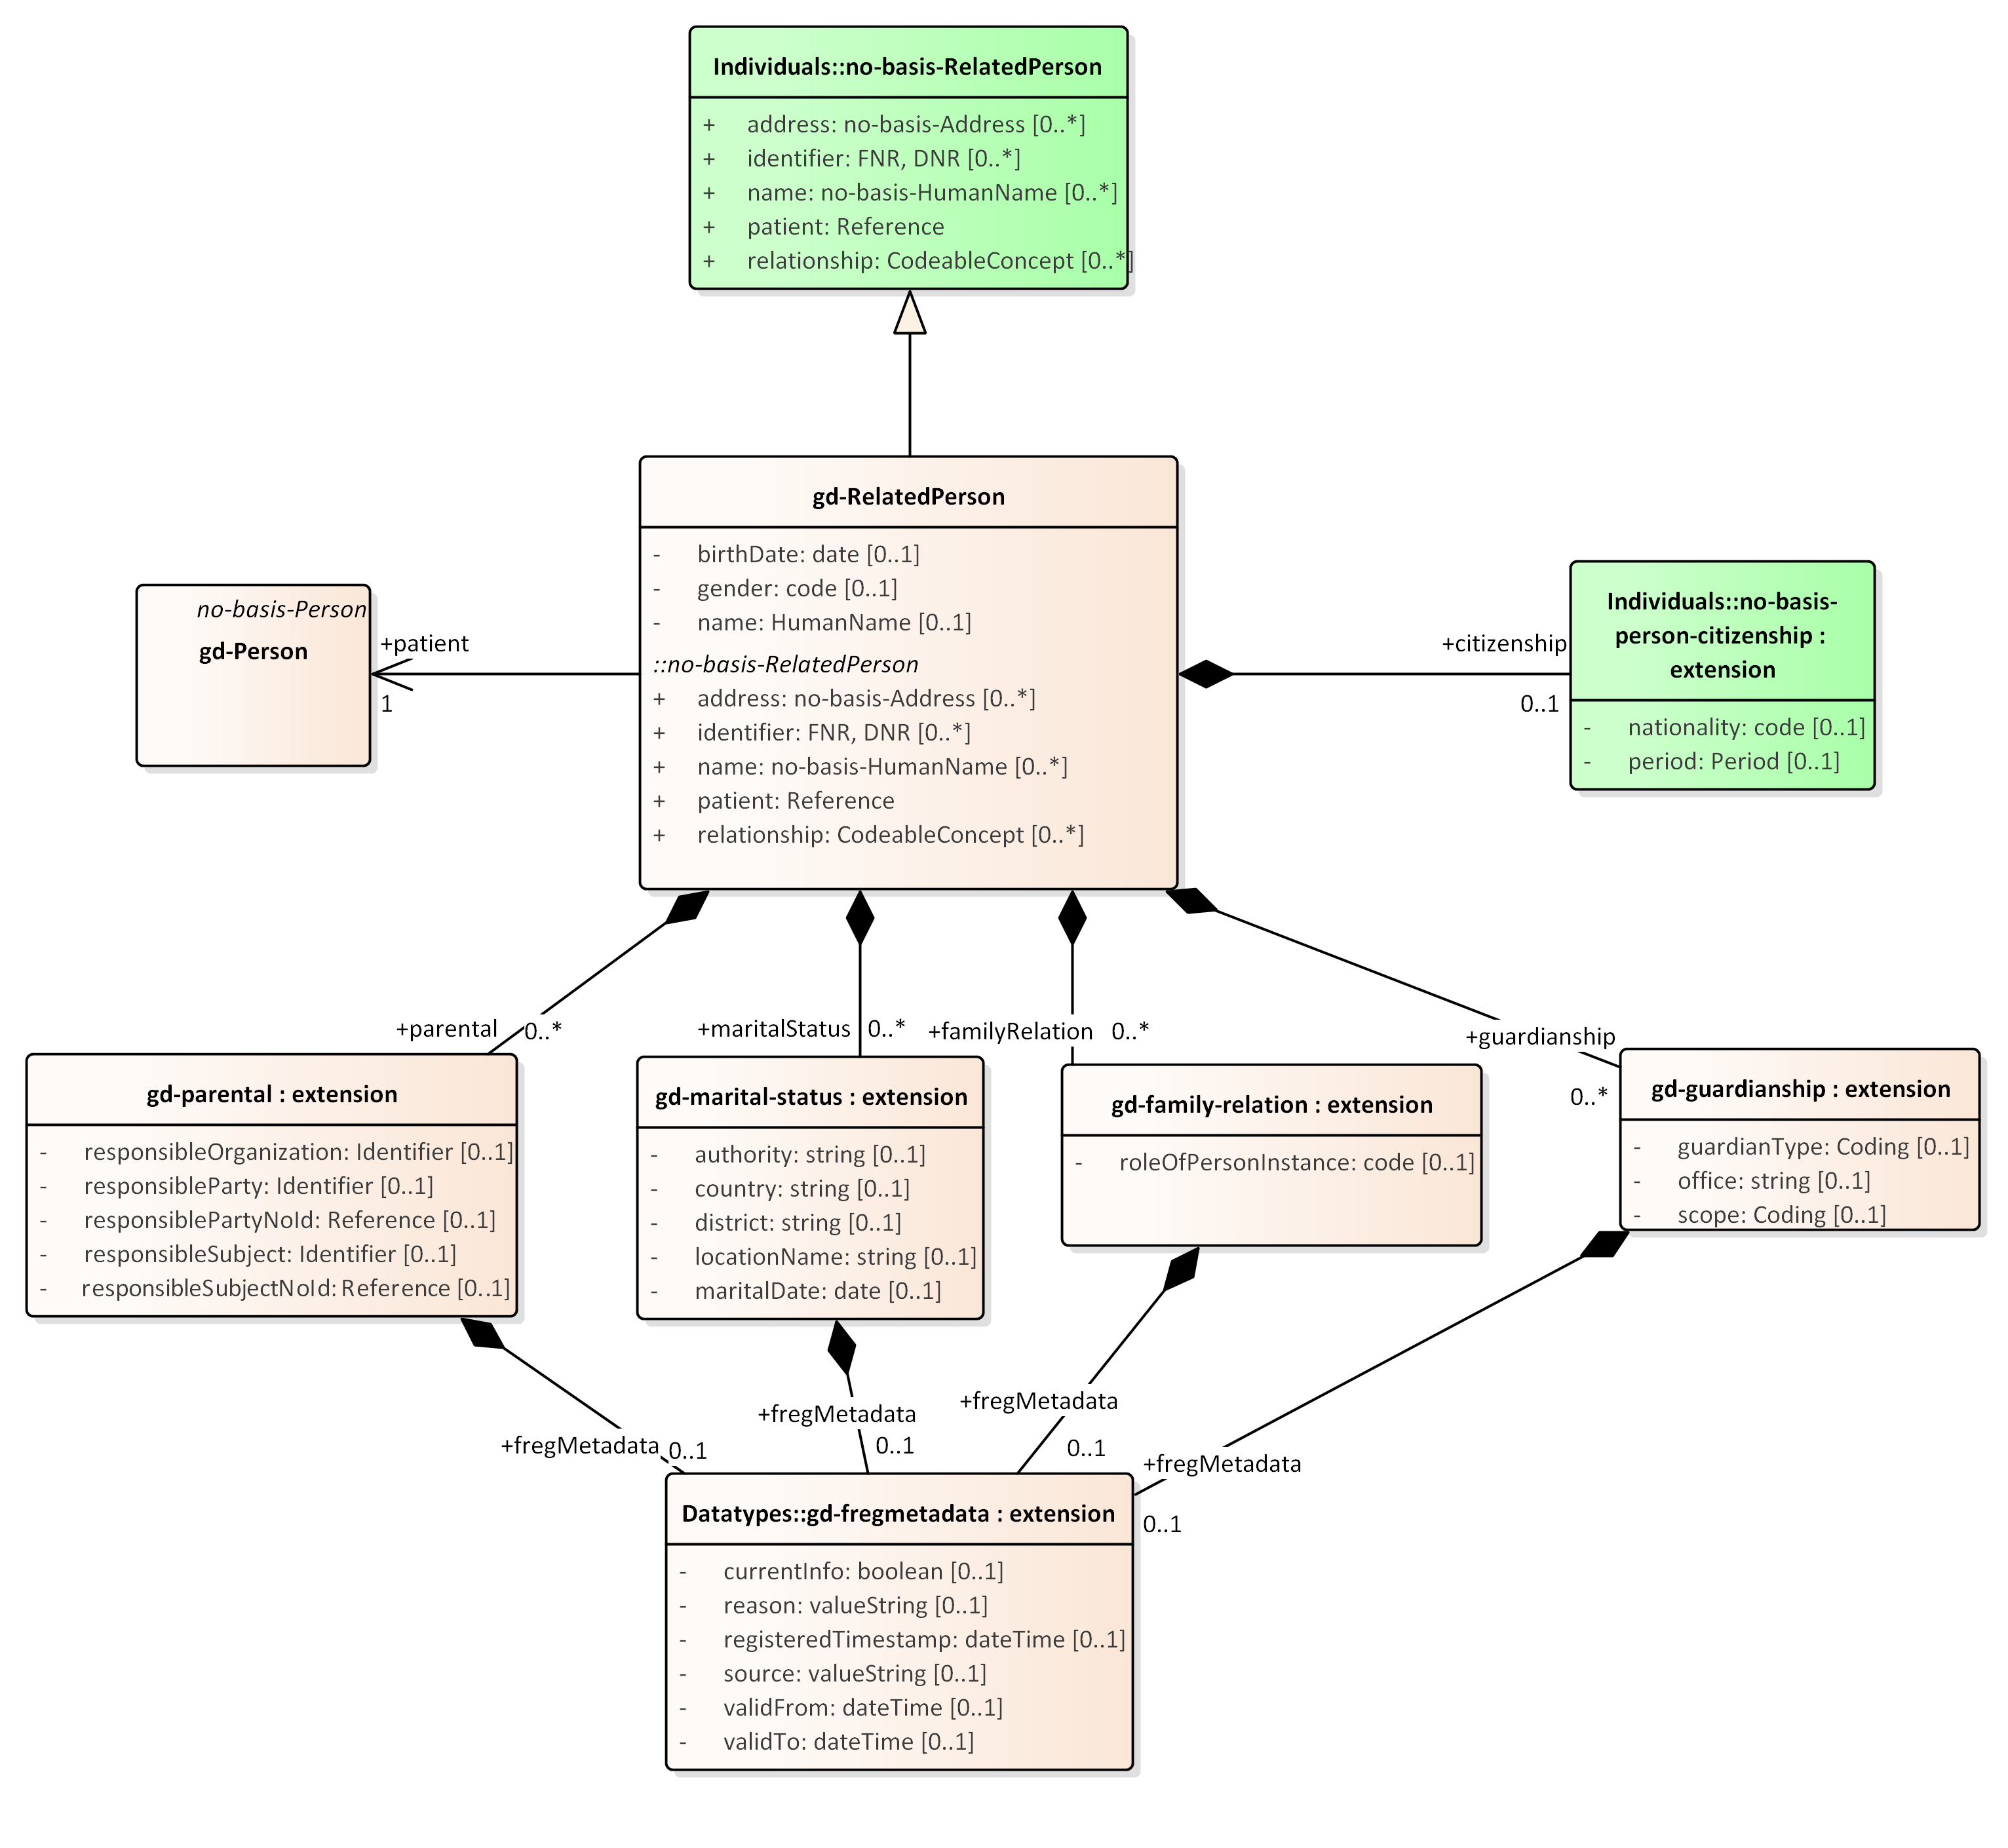 Individuals::no-basis-RelatedPerson
+ address: no-basis-Address [0..*]
+ identifier: FNR, DNR [0..*]
+ name: no-basis-HumanName [0..*]
+ patient: Reference
+ relationship: CodeableConcept [0..*]
gd-RelatedPerson
- birthDate: date [0..1]
- gender: code [0..1]
- name: HumanName [0..1]
::no-basis-RelatedPerson
+ address: no-basis-Address [0..*]
+ identifier: FNR, DNR [0..*]
+ name: no-basis-HumanName [0..*]
+ patient: Reference
+ relationship: CodeableConcept [0..*]
no-basis-Person
gd-Person
+patient
1
+citizenship
0..1
Individuals::no-basis-
person-citizenship :
extension
- nationality: code [0..1]
- period: Period [0..1]
+parental
0..*
+maritalStatus
0..*
+familyRelation
0..*
+guardianship
0..*
gd-parental : extension
- responsibleOrganization: Identifier [0..1]
- responsibleParty: Identifier [0..1]
- responsiblePartyNoId: Reference [0..1]
- responsibleSubject: Identifier [0..1]
- responsibleSubjectNoId: Reference [0..1]
gd-marital-status : extension
- authority: string [0..1]
- country: string [0..1]
- district: string [0..1]
- locationName: string [0..1]
- maritalDate: date [0..1]
gd-family-relation : extension
- roleOfPersonInstance: code [0..1]
gd-guardianship : extension
- guardianType: Coding [0..1]
- office: string [0..1]
- scope: Coding [0..1]
+fregMetadata
0..1
+fregMetadata
0..1
+fregMetadata
0..1
+fregMetadata
0..1
Datatypes::gd-fregmetadata : extension
- currentInfo: boolean [0..1]
- reason: valueString [0..1]
- registeredTimestamp: dateTime [0..1]
- source: valueString [0..1]
- validFrom: dateTime [0..1]
- validTo: dateTime [0..1]